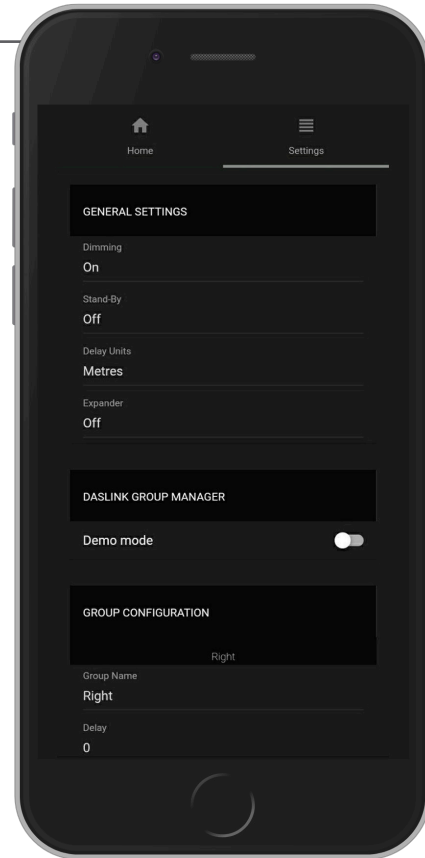 Home
Settings
GENERAL SETTINGS
Dimming
On
Stand-By
Off
Delay Units
Metres
Expander
Off
DASLINK GROUP MANAGER
Demo mode
GROUP CONFIGURATION
Right
Group Name
Right
Delay
0